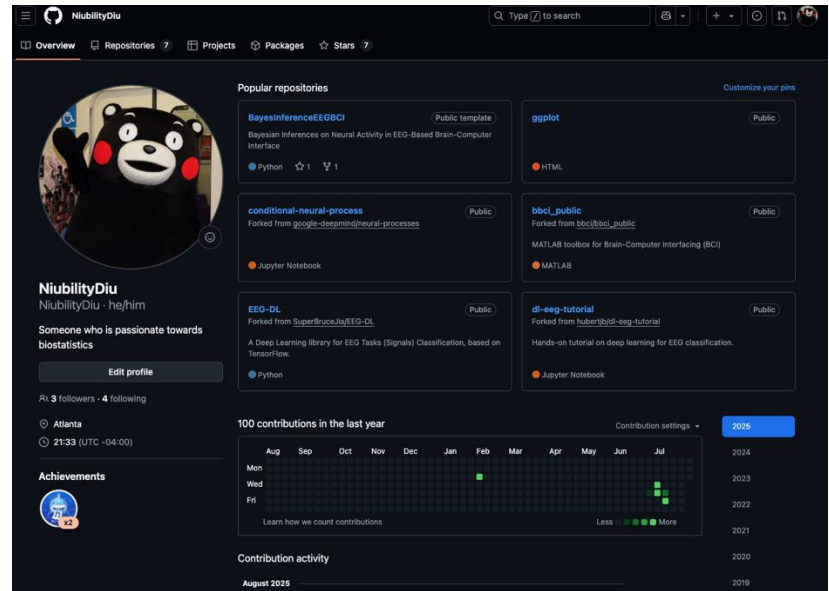 NiubilityDiu
Type / to search
Overview
Repositories 7
Projects
Packages
Stars 7
Popular repositories
Customize your pins
BayesInferenceEEGBCI
Public template
Bayesian Inferences on Neural Activity in EEG-Based Brain-Computer
Interface
Python 1 1
ggplot
Public
HTML
conditional-neural-process
Public
Forked from google-deepmind/neural-processes
Jupyter Notebook
bbci_public
Public
Forked from bbci/bbci_public
MATLAB toolbox for Brain-Computer Interfacing (BCI)
MATLAB
EEG-DL
Public
Forked from SuperBruceJia/EEG-DL
A Deep Learning library for EEG Tasks (Signals) Classification, based on
TensorFlow.
Python
dl-eeg-tutorial
Public
Forked from hubertjb/dl-eeg-tutorial
Hands-on tutorial on deep learning for EEG classification.
Jupyter Notebook
NiubilityDiu
NiubilityDiu · he/him
Someone who is passionate towards
biostatistics
Edit profile
3 followers · 4 following
Atlanta
21:33 (UTC -04:00)
Achievements
x2
100 contributions in the last year
Contribution settings
Aug Sep Oct Nov Dec Jan Feb Mar Apr May Jun Jul
Mon
Wed
Fri
Learn how we count contributions
Less More
2025
2024
2023
2022
2021
2020
2019
Contribution activity
August 2025